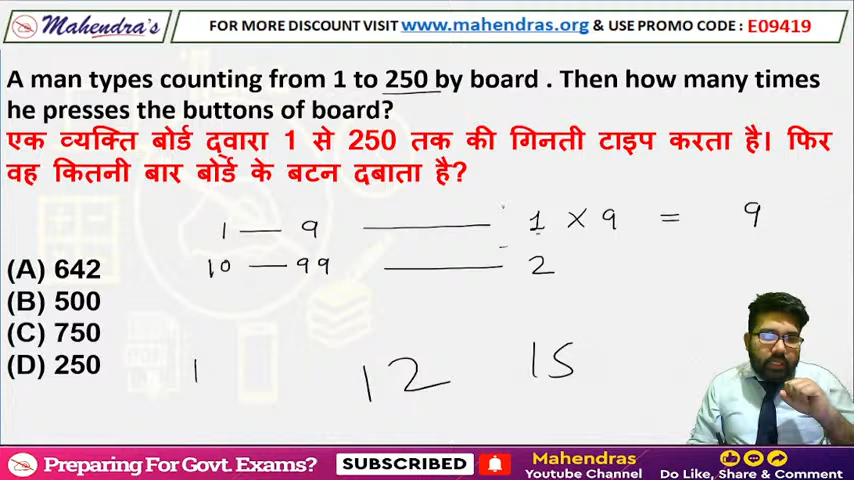 Mahendra's
FOR MORE DISCOUNT VISIT www.mahendras.org & USE PROMO CODE : E09419
A man types counting from 1 to 250 by board . Then how many times
he presses the buttons of board?
एक व्यक्ति बोर्ड द्वारा 1 से 250 तक की गिनती टाइप करता है। फिर
वह कितनी बार बोर्ड के बटन दबाता है?
1 — 9 — 1 × 9 = 9
10 — 99 — 2
(A) 642
(B) 500
(C) 750
(D) 250
1 12 15
Preparing For Govt. Exams?
SUBSCRIBED
Mahendras
Youtube Channel
Do Like, Share & Comment